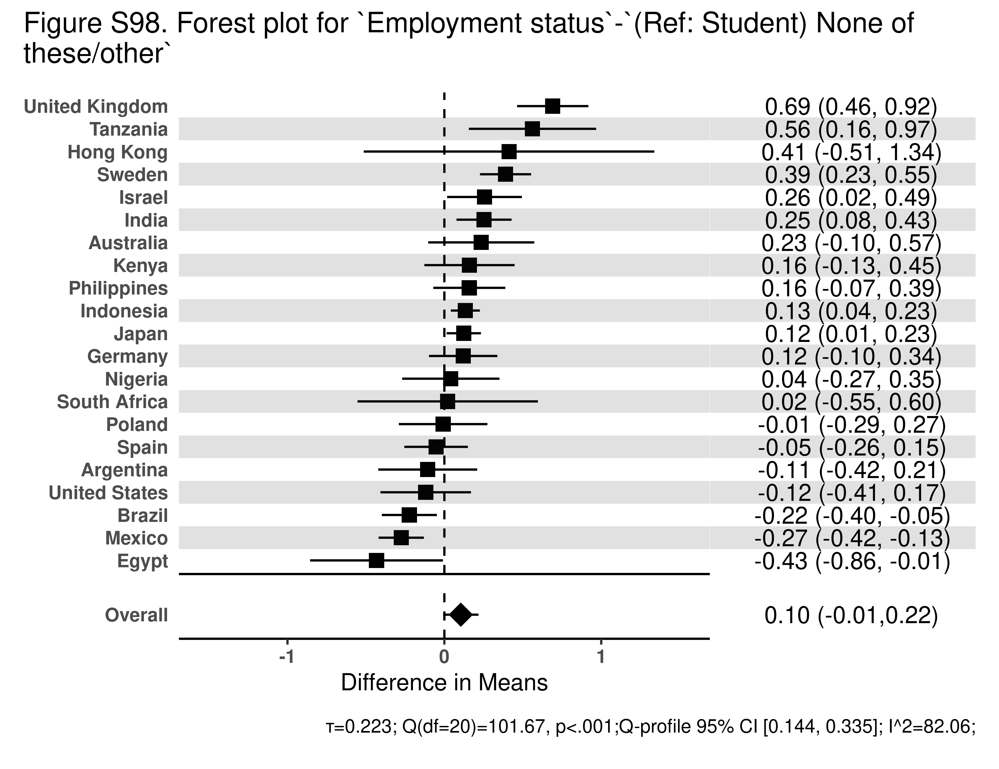 Figure S98. Forest plot for `Employment status`-`(Ref: Student) None of
these/other`
United Kingdom 0.69 (0.46, 0.92)
Tanzania 0.56 (0.16, 0.97)
Hong Kong 0.41 (-0.51, 1.34)
Sweden 0.39 (0.23, 0.55)
Israel 0.26 (0.02, 0.49)
India 0.25 (0.08, 0.43)
Australia 0.23 (-0.10, 0.57)
Kenya 0.16 (-0.13, 0.45)
Philippines 0.16 (-0.07, 0.39)
Indonesia 0.13 (0.04, 0.23)
Japan 0.12 (0.01, 0.23)
Germany 0.12 (-0.10, 0.34)
Nigeria 0.04 (-0.27, 0.35)
South Africa 0.02 (-0.55, 0.60)
Poland -0.01 (-0.29, 0.27)
Spain -0.05 (-0.26, 0.15)
Argentina -0.11 (-0.42, 0.21)
United States -0.12 (-0.41, 0.17)
Brazil -0.22 (-0.40, -0.05)
Mexico -0.27 (-0.42, -0.13)
Egypt -0.43 (-0.86, -0.01)
Overall 0.10 (-0.01,0.22)
-1 0 1
Difference in Means
τ=0.223; Q(df=20)=101.67, p<.001;Q-profile 95% CI [0.144, 0.335]; I^2=82.06;